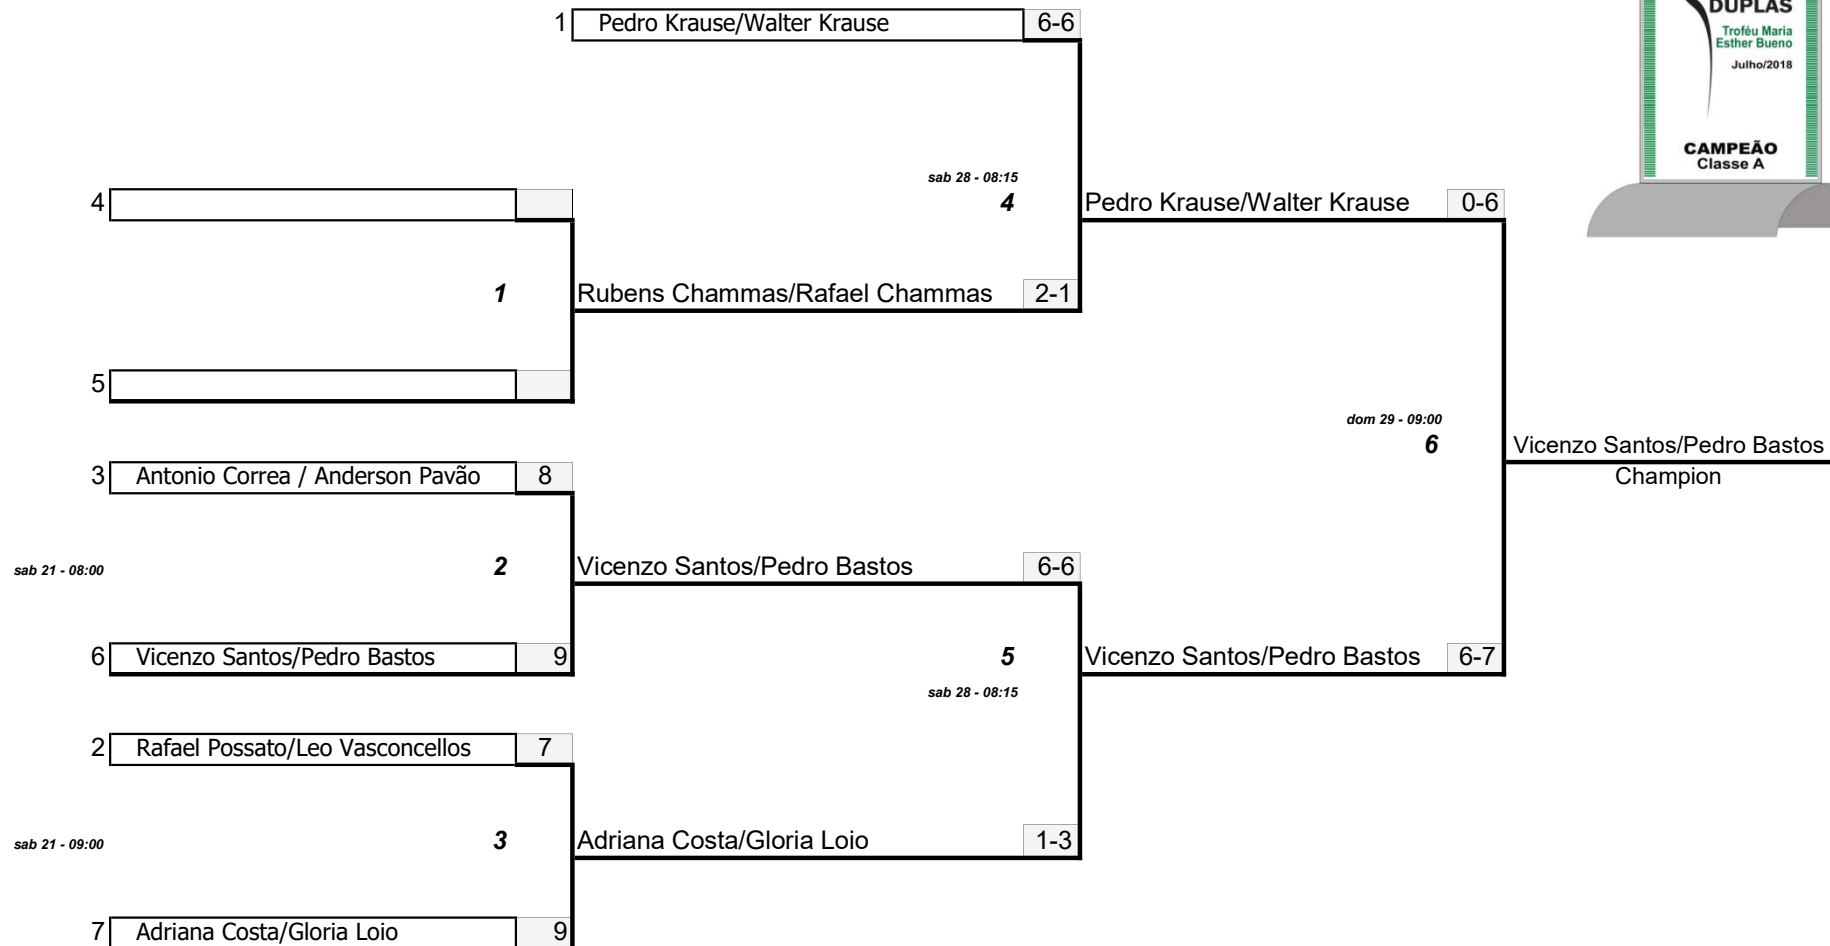 DUPLAS
Troféu Maria
Esther Bueno
Julho/2018
CAMPEÃO
Classe A
1 Pedro Krause/Walter Krause 6-6
sab 28 - 08:15
4
4
Pedro Krause/Walter Krause 0-6
1
Rubens Chammas/Rafael Chammas 2-1
5
dom 29 - 09:00
6
Vicenzo Santos/Pedro Bastos
Champion
3 Antonio Correa / Anderson Pavão 8
sab 21 - 08:00
2
Vicenzo Santos/Pedro Bastos 6-6
6 Vicenzo Santos/Pedro Bastos 9
5
Vicenzo Santos/Pedro Bastos 6-7
sab 28 - 08:15
2 Rafael Possato/Leo Vasconcellos 7
sab 21 - 09:00
3
Adriana Costa/Gloria Loio 1-3
7 Adriana Costa/Gloria Loio 9